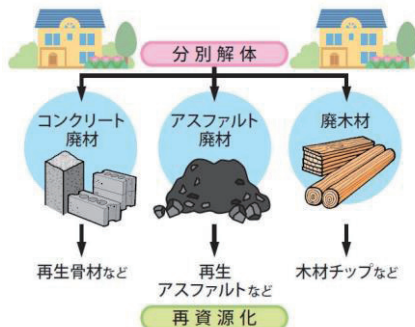 分別解体
コンクリート
廃材
アスファルト
廃材
廃木材
再生骨材など
再生
アスファルトなど
木材チップなど
再資源化